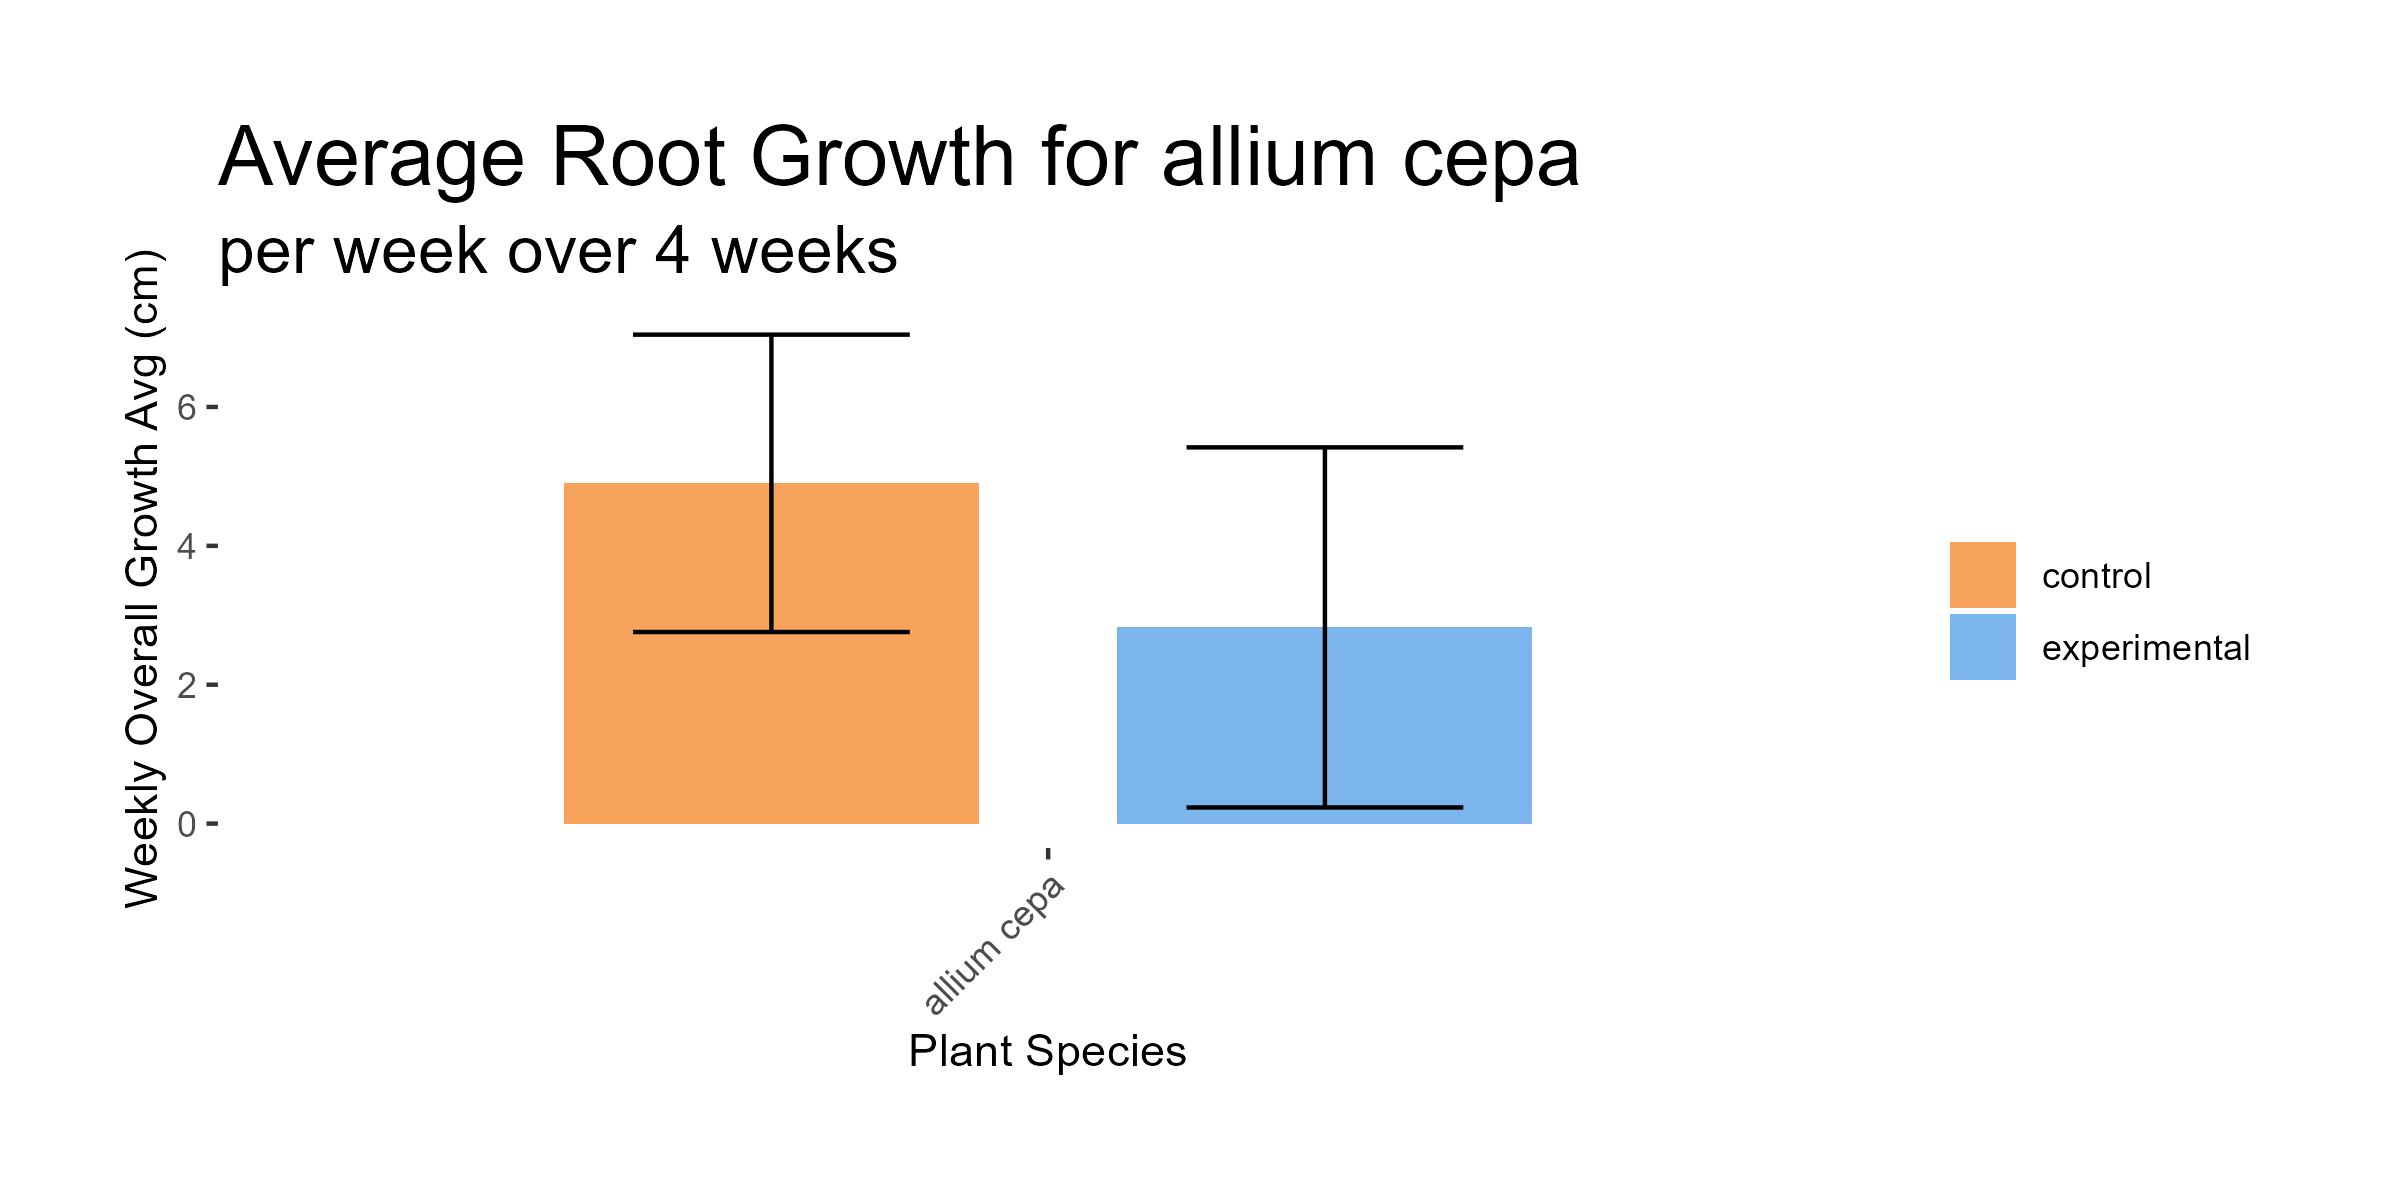 Average Root Growth for allium cepa
per week over 4 weeks
Weekly Overall Growth Avg (cm)
6
4
2
0
allium cepa
Plant Species
control
experimental